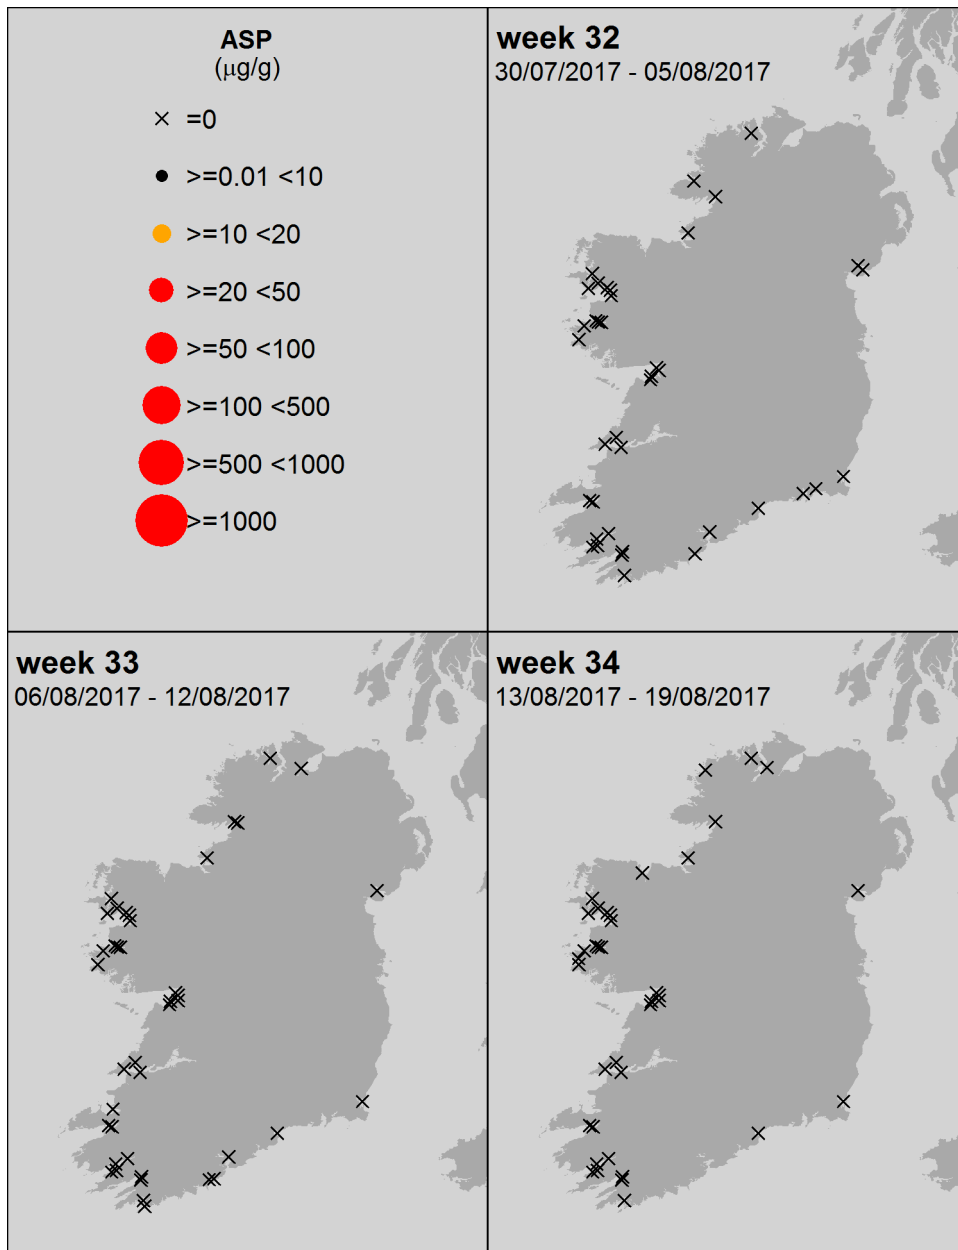 ASP
(μg/g)
=0
>=0.01 <10
>=10 <20
>=20 <50
>=50 <100
>=100 <500
>=500 <1000
>=1000
week 32
30/07/2017 - 05/08/2017
week 33
06/08/2017 - 12/08/2017
week 34
13/08/2017 - 19/08/2017